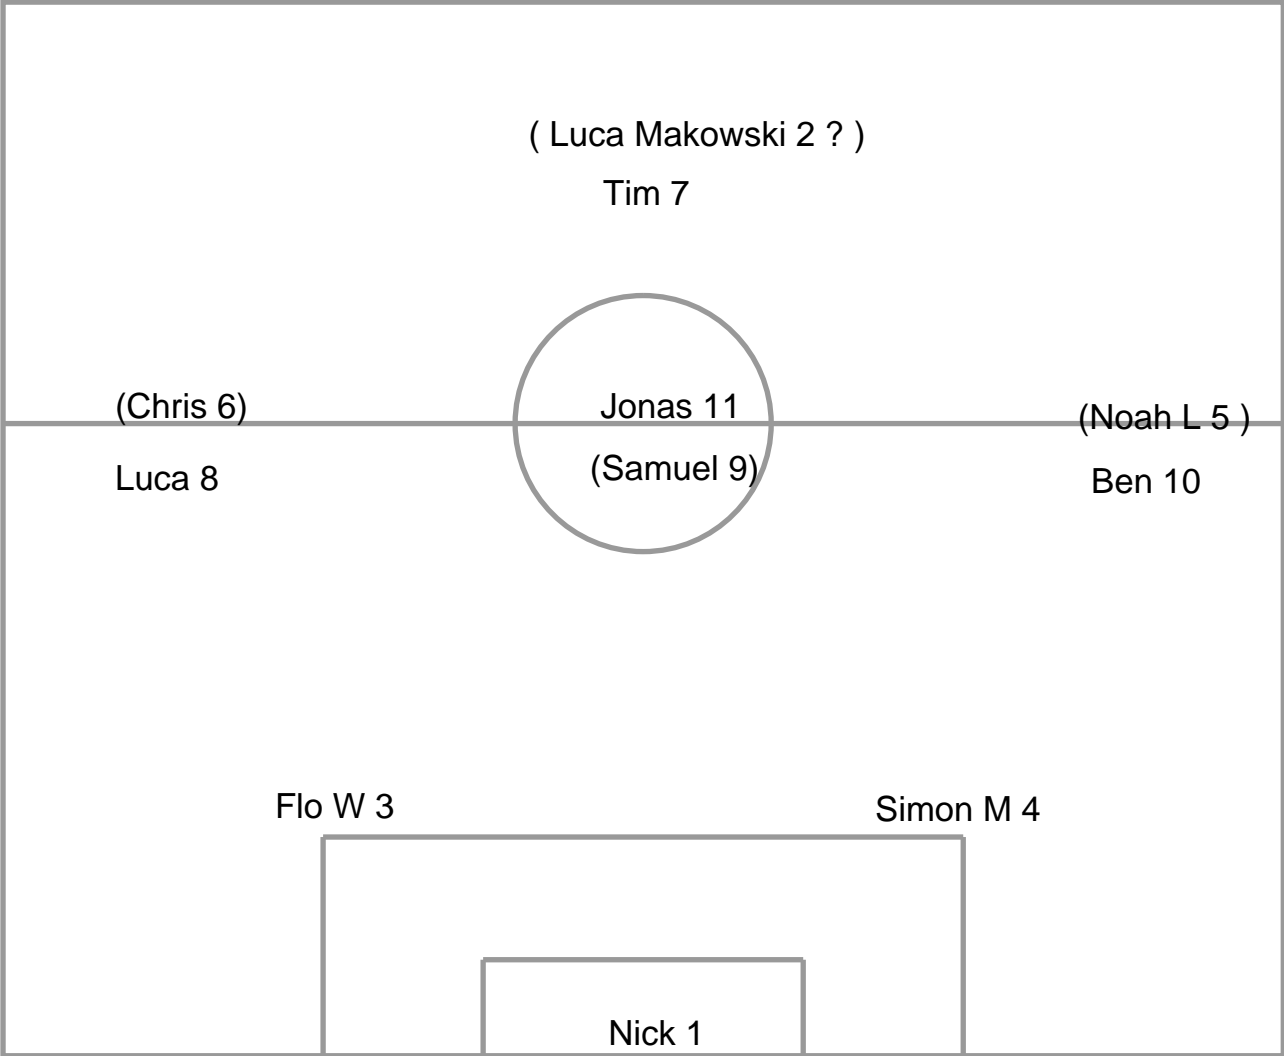 ( Luca Makowski 2 ? )
Tim 7
(Chris 6)
Jonas 11
(Noah L 5 )
Luca 8
(Samuel 9)
Ben 10
Flo W 3
Simon M 4
Nick 1